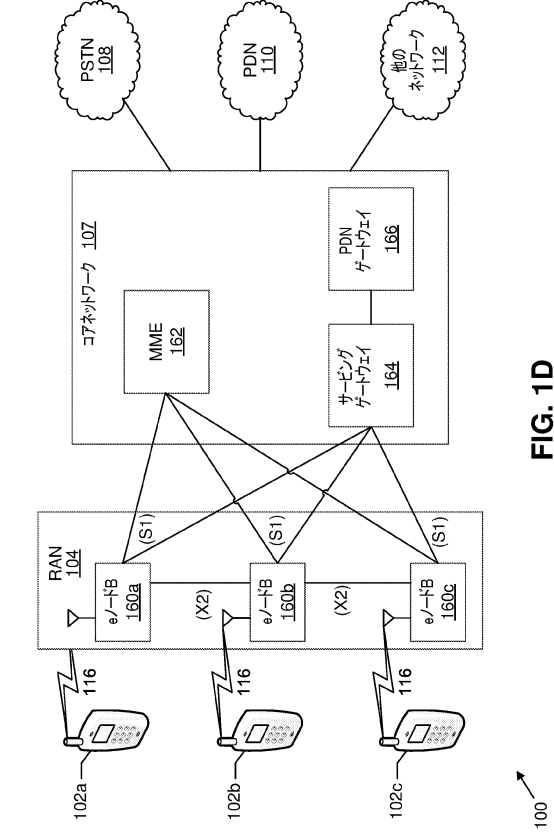 102a
102b
102c
116
116
116
RAN
104
eノードB
160a
eノードB
160b
eノードB
160c
(X2)
(X2)
(S1)
(S1)
(S1)
コアネットワーク 107
MME
162
サービング
ゲートウェイ
164
PDN
ゲートウェイ
166
PSTN
108
PDN
110
他の
ネットワーク
112
100
FIG. 1D